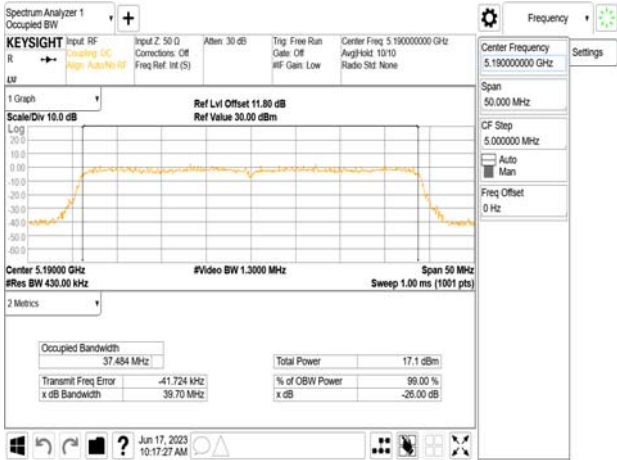 Spectrum Analyzer 1
Occupied BW
+
Frequency
KEYSIGHT
R
LXI
Input: RF
Coupling: DC
Align: Auto/No RF
Input Z: 50 Ω
Corrections: Off
Freq Ref: Int (S)
Atten: 30 dB
Trig: Free Run
Gate: Off
#IF Gain: Low
Center Freq: 5.190000000 GHz
Avg|Hold: 10/10
Radio Std: None
Center Frequency
5.190000000 GHz
Settings
Span
50.000 MHz
CF Step
5.000000 MHz
Auto
Man
Freq Offset
0 Hz
1 Graph
Scale/Div 10.0 dB
Ref Lvl Offset 11.80 dB
Ref Value 30.00 dBm
Log
20.0
10.0
0.00
-10.0
-20.0
-30.0
-40.0
-50.0
-60.0
Center 5.19000 GHz
#Res BW 430.00 kHz
#Video BW 1.3000 MHz
Span 50 MHz
Sweep 1.00 ms (1001 pts)
2 Metrics
Occupied Bandwidth
37.484 MHz
Total Power 17.1 dBm
Transmit Freq Error -41.724 kHz
% of OBW Power 99.00 %
x dB Bandwidth 39.70 MHz
x dB -26.00 dB
?
Jun 17, 2023
10:17:27 AM